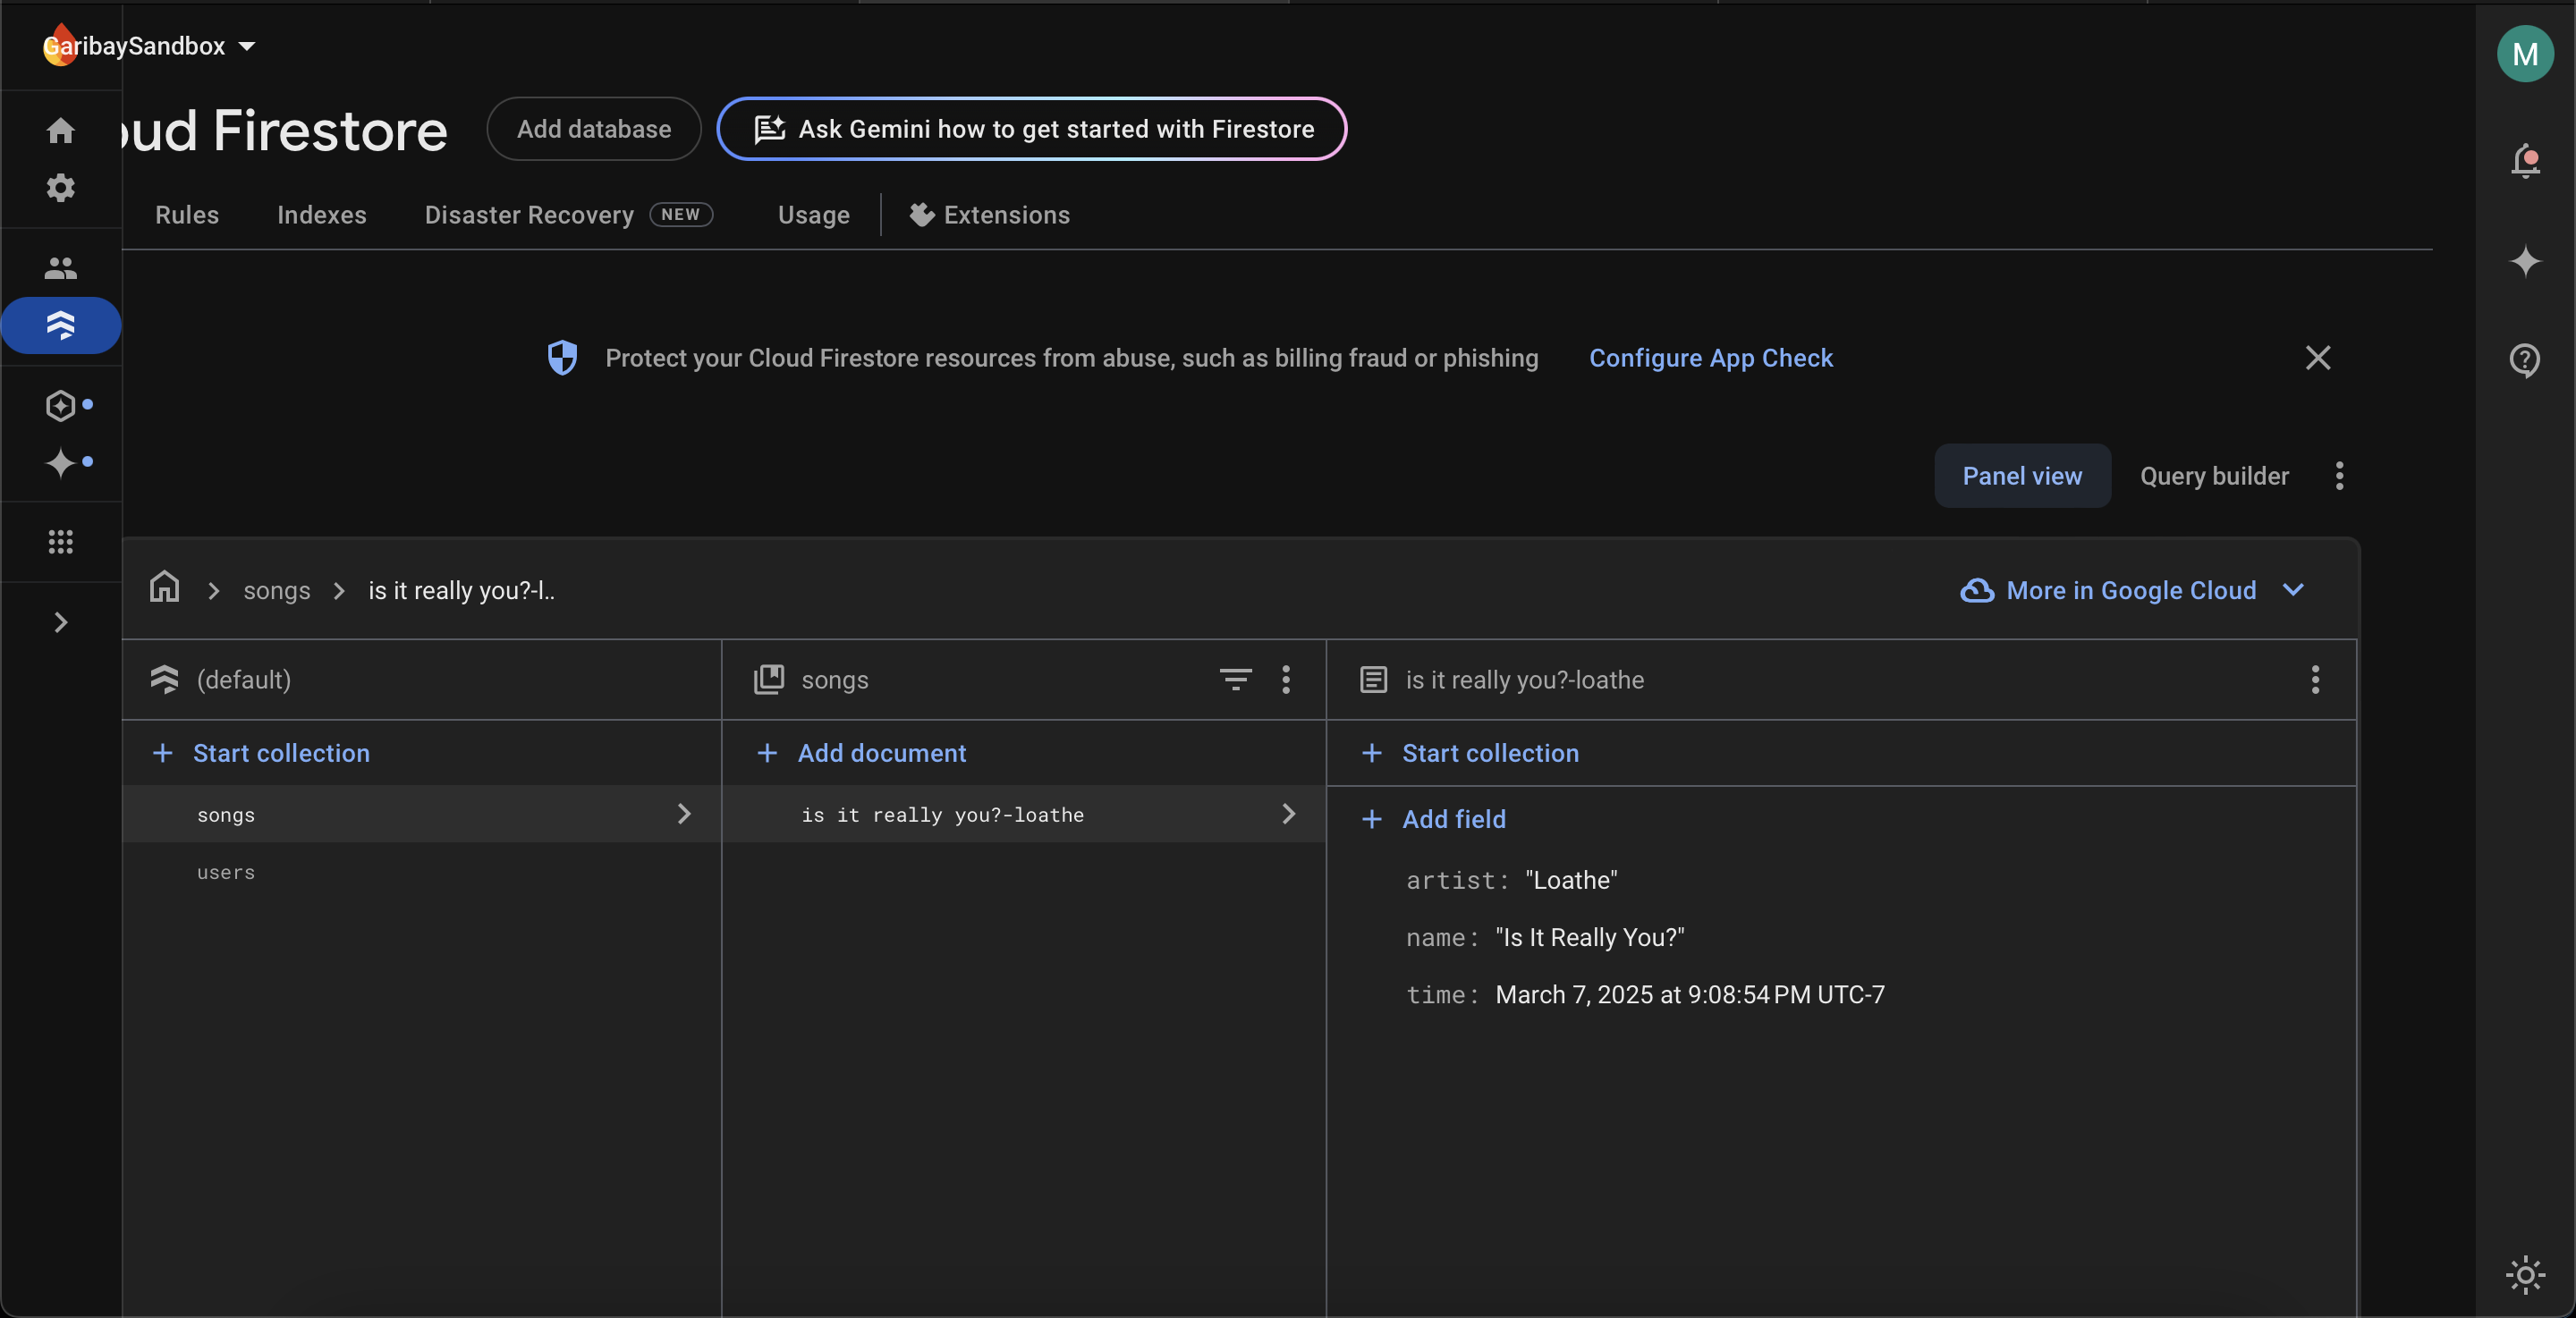 GaribaySandbox
M
oud Firestore
Add database
Ask Gemini how to get started with Firestore
Rules
Indexes
Disaster Recovery NEW
Usage
Extensions
Protect your Cloud Firestore resources from abuse, such as billing fraud or phishing
Configure App Check
Panel view
Query builder
songs
is it really you?-l..
More in Google Cloud
(default)
songs
is it really you?-loathe
+ Start collection
+ Add document
+ Start collection
songs
is it really you?-loathe
+ Add field
users
artist: "Loathe"
name: "Is It Really You?"
time: March 7, 2025 at 9:08:54 PM UTC-7